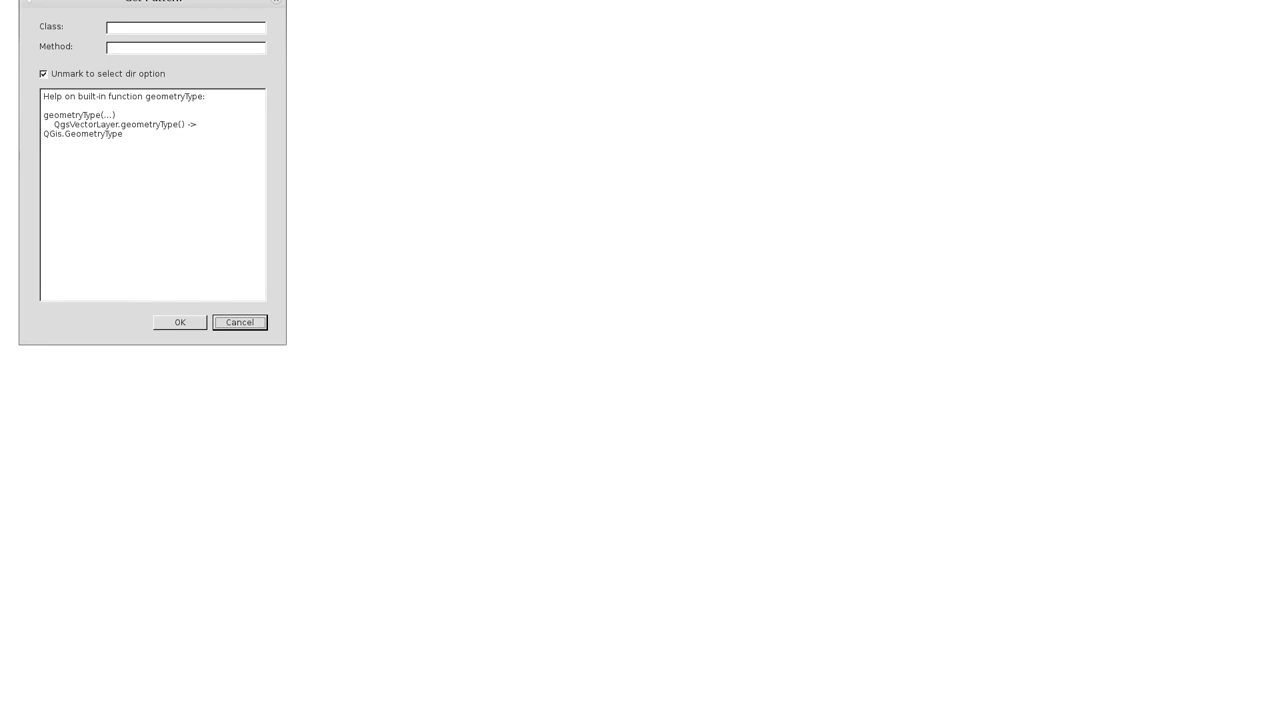 Class:
Method:
Unmark to select dir option
Help on built-in function geometryType:
geometryType(...)
QgsVectorLayer.geometryType() ->
QGis.GeometryType
OK
Cancel